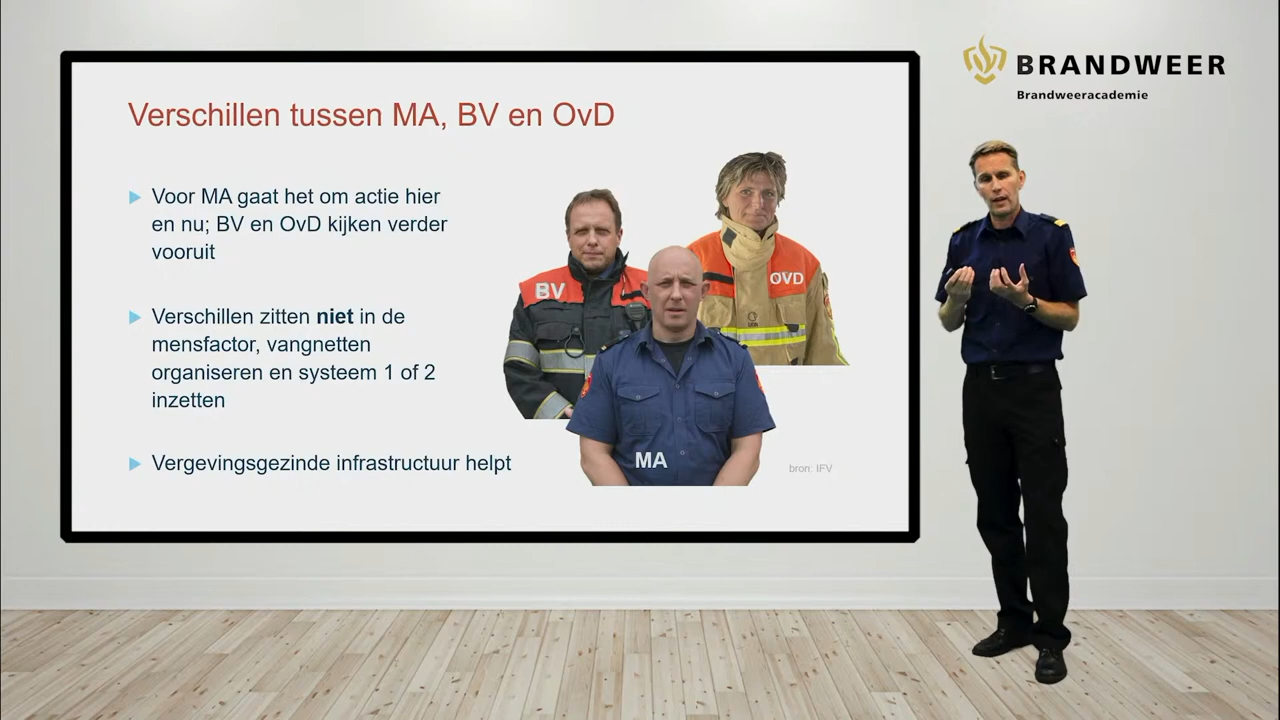 BRANDWEER
Brandweeracademie
Verschillen tussen MA, BV en OvD
Voor MA gaat het om actie hier
en nu; BV en OvD kijken verder
vooruit
Verschillen zitten niet in de
mensfactor, vangnetten
organiseren en systeem 1 of 2
inzetten
Vergevingsgezinde infrastructuur helpt
BV
OVD
MA
bron: IFV